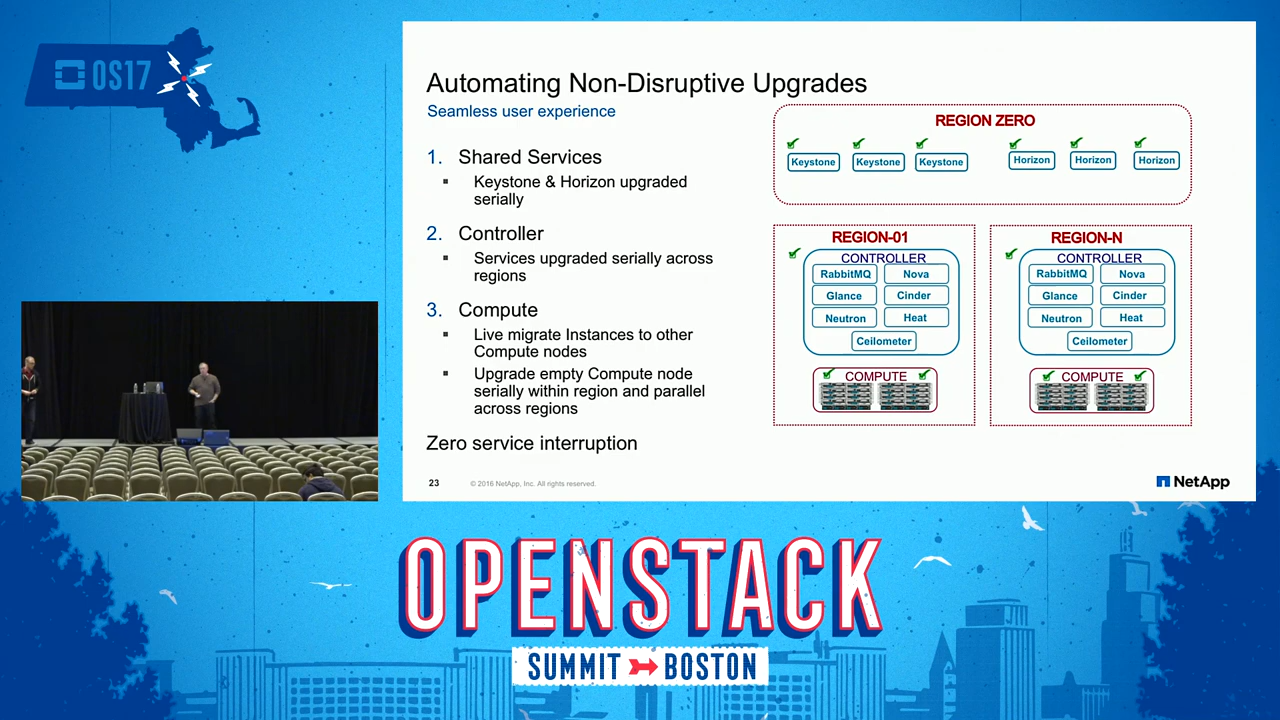 OS17
Automating Non-Disruptive Upgrades
Seamless user experience
1. Shared Services
▪ Keystone & Horizon upgraded
serially
2. Controller
▪ Services upgraded serially across
regions
3. Compute
▪ Live migrate Instances to other
Compute nodes
▪ Upgrade empty Compute node
serially within region and parallel
across regions
Zero service interruption
REGION ZERO
Keystone Keystone Keystone Horizon Horizon Horizon
REGION-01
CONTROLLER
RabbitMQ Nova
Glance Cinder
Neutron Heat
Ceilometer
COMPUTE
REGION-N
CONTROLLER
RabbitMQ Nova
Glance Cinder
Neutron Heat
Ceilometer
COMPUTE
23 © 2016 NetApp, Inc. All rights reserved.
NetApp
OPENSTACK
SUMMIT BOSTON